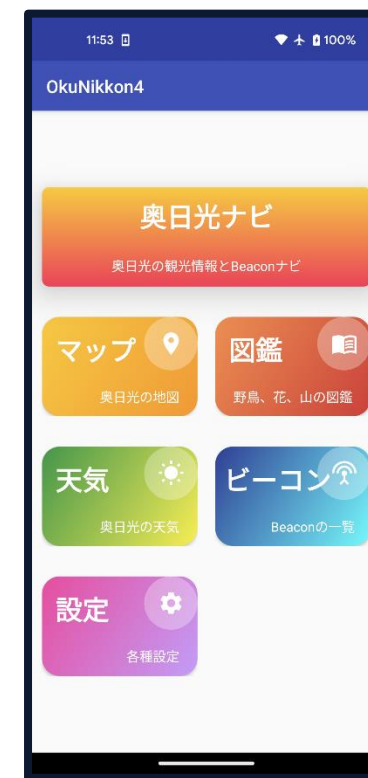 11:53
100%
OkuNikkon4
奥日光ナビ
奥日光の観光情報とBeaconナビ
マップ
奥日光の地図
図鑑
野鳥、花、山の図鑑
天気
奥日光の天気
ビーコン
Beaconの一覧
設定
各種設定